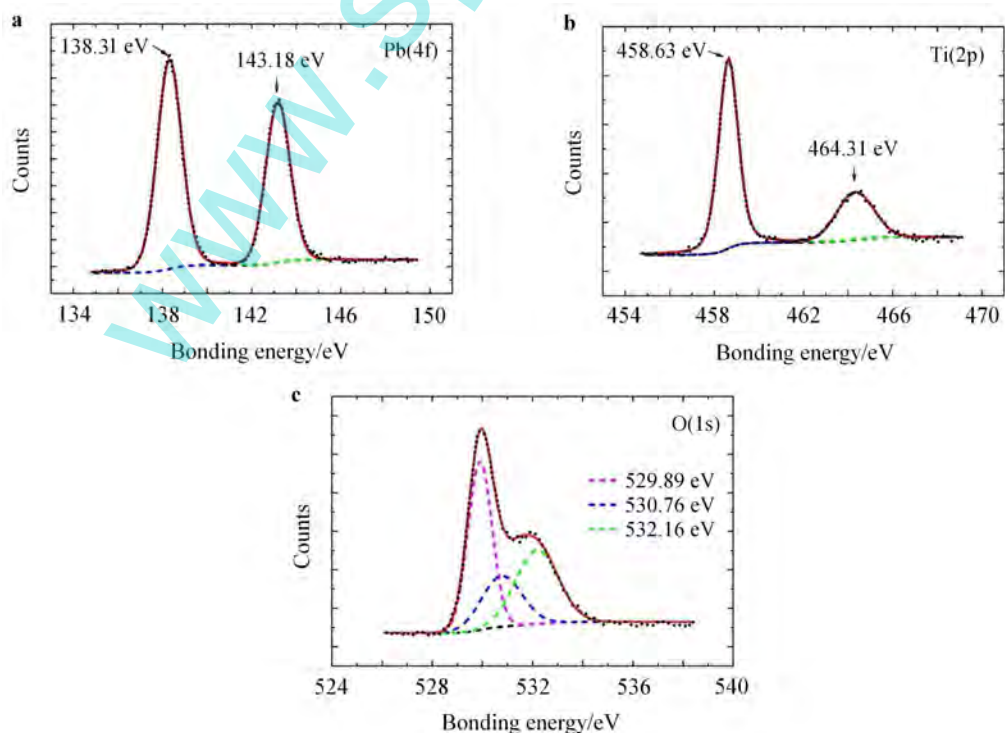 a
138.31 eV
143.18 eV
Pb(4f)
Counts
134 138 142 146 150
Bonding energy/eV
b
458.63 eV
464.31 eV
Ti(2p)
Counts
454 458 462 466 470
Bonding energy/eV
c
O(1s)
529.89 eV
530.76 eV
532.16 eV
Counts
524 528 532 536 540
Bonding energy/eV
www.s